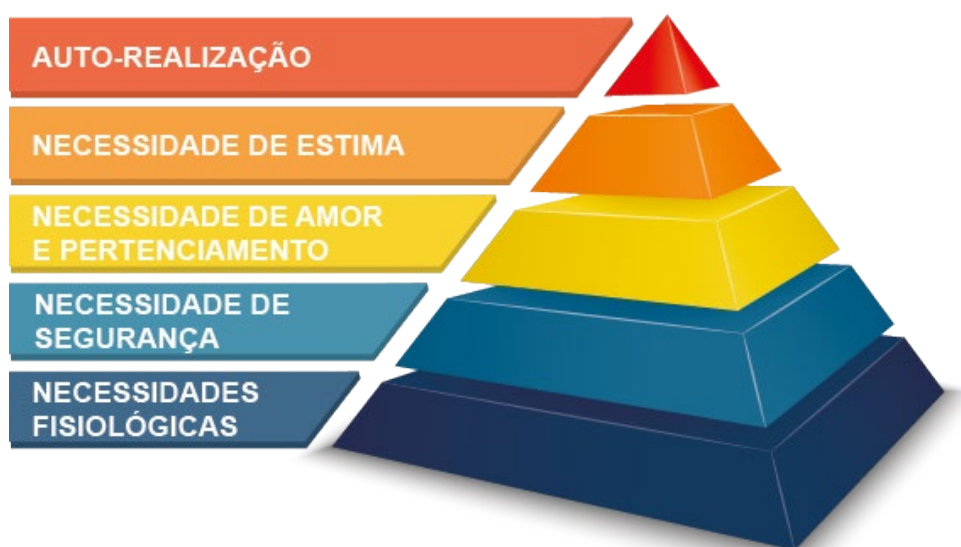 AUTO-REALIZAÇÃO
NECESSIDADE DE ESTIMA
NECESSIDADE DE AMOR
E PERTENCIAMENTO
NECESSIDADE DE
SEGURANÇA
NECESSIDADES
FISIOLÓGICAS